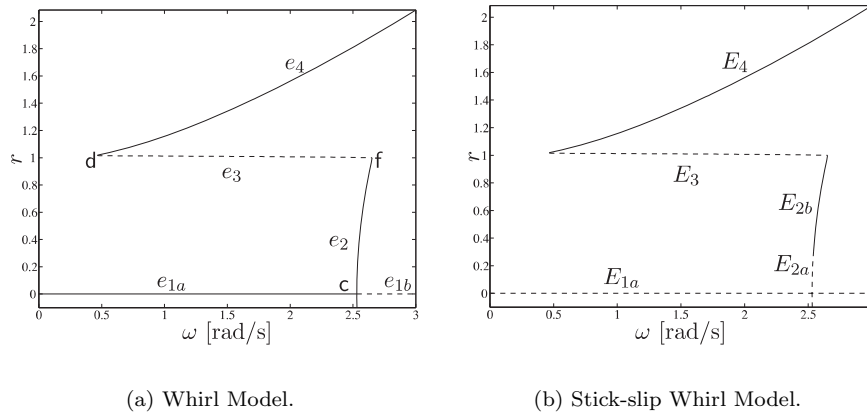 2
1.8
1.6
1.4
1.2
1
0.8
0.6
0.4
0.2
0
r
e4
d
f
e3
e2
c
e1a
e1b
0 0.5 1 1.5 2 2.5 3
ω [rad/s]
(a) Whirl Model.
2
1.8
1.6
1.4
1.2
1
0.8
0.6
0.4
0.2
0
r
E4
E3
E2b
E2a
E1a
0 0.5 1 1.5 2 2.5
ω [rad/s]
(b) Stick-slip Whirl Model.